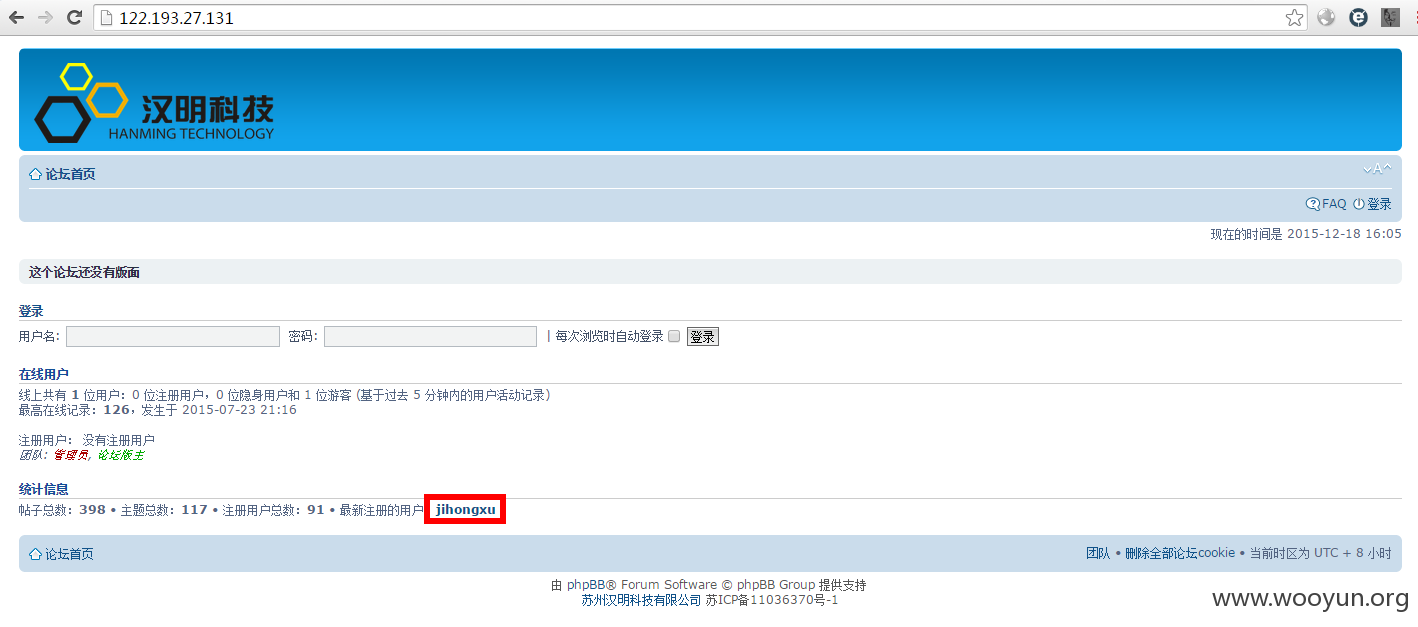 122.193.27.131
汉明科技
HANMING TECHNOLOGY
论坛首页
A
FAQ 登录
现在的时间是 2015-12-18 16:05
这个论坛还没有版面
登录
用户名: 密码: | 每次浏览时自动登录 登录
在线用户
线上共有 1 位用户：0 位注册用户，0 位隐身用户和 1 位游客 (基于过去 5 分钟内的用户活动记录)
最高在线记录：126，发生于 2015-07-23 21:16
注册用户： 没有注册用户
团队: 管理员, 论坛版主
统计信息
帖子总数：398 • 主题总数：117 • 注册用户总数：91 • 最新注册的用户 jihongxu
论坛首页 团队 • 删除全部论坛cookie • 当前时区为 UTC + 8 小时
由 phpBB® Forum Software © phpBB Group 提供支持
苏州汉明科技有限公司 苏ICP备11036370号-1
www.wooyun.org